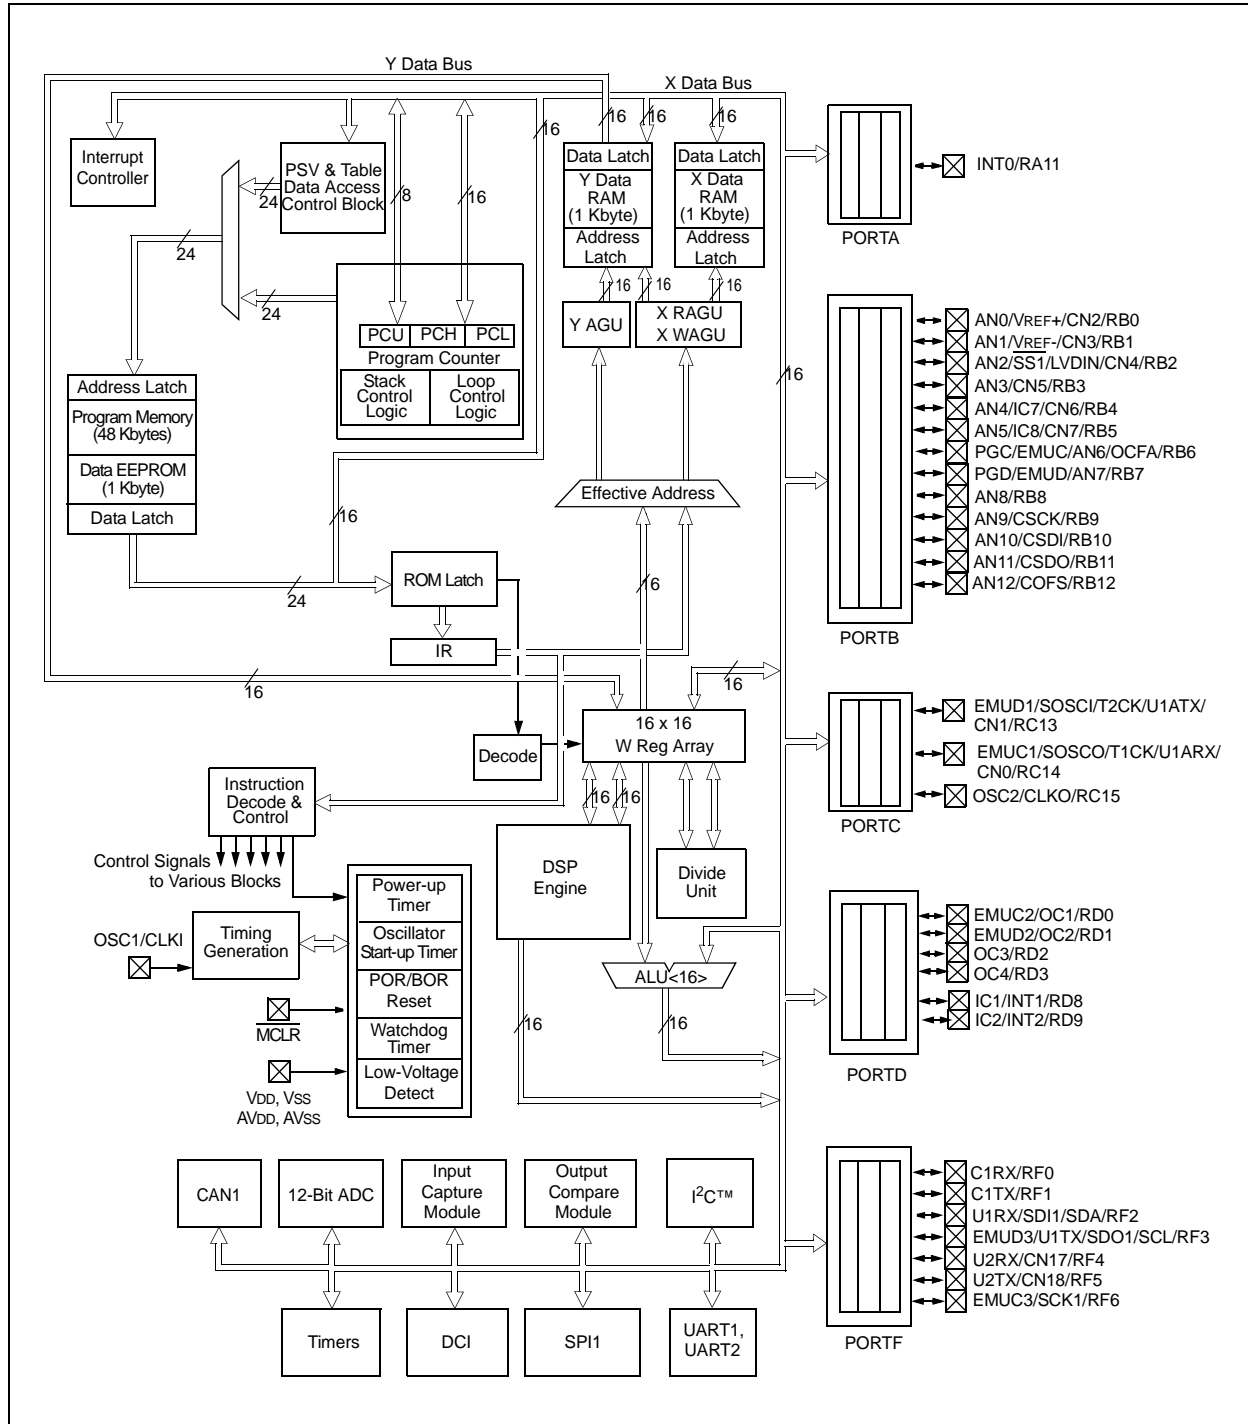 Y Data Bus
X Data Bus
Interrupt
Controller
PSV & Table
Data Access
Control Block
8
16
16
16
16
16
24
24
24
Data Latch
Y Data
RAM
(1 Kbyte)
Address
Latch
Data Latch
X Data
RAM
(1 Kbyte)
Address
Latch
16
16
16
Y AGU
X RAGU
X WAGU
PCU
PCH
PCL
Program Counter
Stack
Control
Logic
Loop
Control
Logic
Address Latch
Program Memory
(48 Kbytes)
Data EEPROM
(1 Kbyte)
Data Latch
16
16
24
Effective Address
ROM Latch
IR
16
16
16
16 x 16
W Reg Array
Decode
Instruction
Decode &
Control
Control Signals
to Various Blocks
16
16
DSP
Engine
Divide
Unit
Power-up
Timer
Oscillator
Start-up Timer
POR/BOR
Reset
Watchdog
Timer
Low-Voltage
Detect
OSC1/CLKI
Timing
Generation
MCLR
VDD, VSS
AVDD, AVSS
ALU<16>
16
16
CAN1
12-Bit ADC
Input
Capture
Module
Output
Compare
Module
I2C™
Timers
DCI
SPI1
UART1,
UART2
INT0/RA11
PORTA
AN0/VREF+/CN2/RB0
AN1/VREF-/CN3/RB1
AN2/SS1/LVDIN/CN4/RB2
AN3/CN5/RB3
AN4/IC7/CN6/RB4
AN5/IC8/CN7/RB5
PGC/EMUC/AN6/OCFA/RB6
PGD/EMUD/AN7/RB7
AN8/RB8
AN9/CSCK/RB9
AN10/CSDI/RB10
AN11/CSDO/RB11
AN12/COFS/RB12
PORTB
EMUD1/SOSCI/T2CK/U1ATX/
CN1/RC13
EMUC1/SOSCO/T1CK/U1ARX/
CN0/RC14
OSC2/CLKO/RC15
PORTC
EMUC2/OC1/RD0
EMUD2/OC2/RD1
OC3/RD2
OC4/RD3
IC1/INT1/RD8
IC2/INT2/RD9
PORTD
C1RX/RF0
C1TX/RF1
U1RX/SDI1/SDA/RF2
EMUD3/U1TX/SDO1/SCL/RF3
U2RX/CN17/RF4
U2TX/CN18/RF5
EMUC3/SCK1/RF6
PORTF